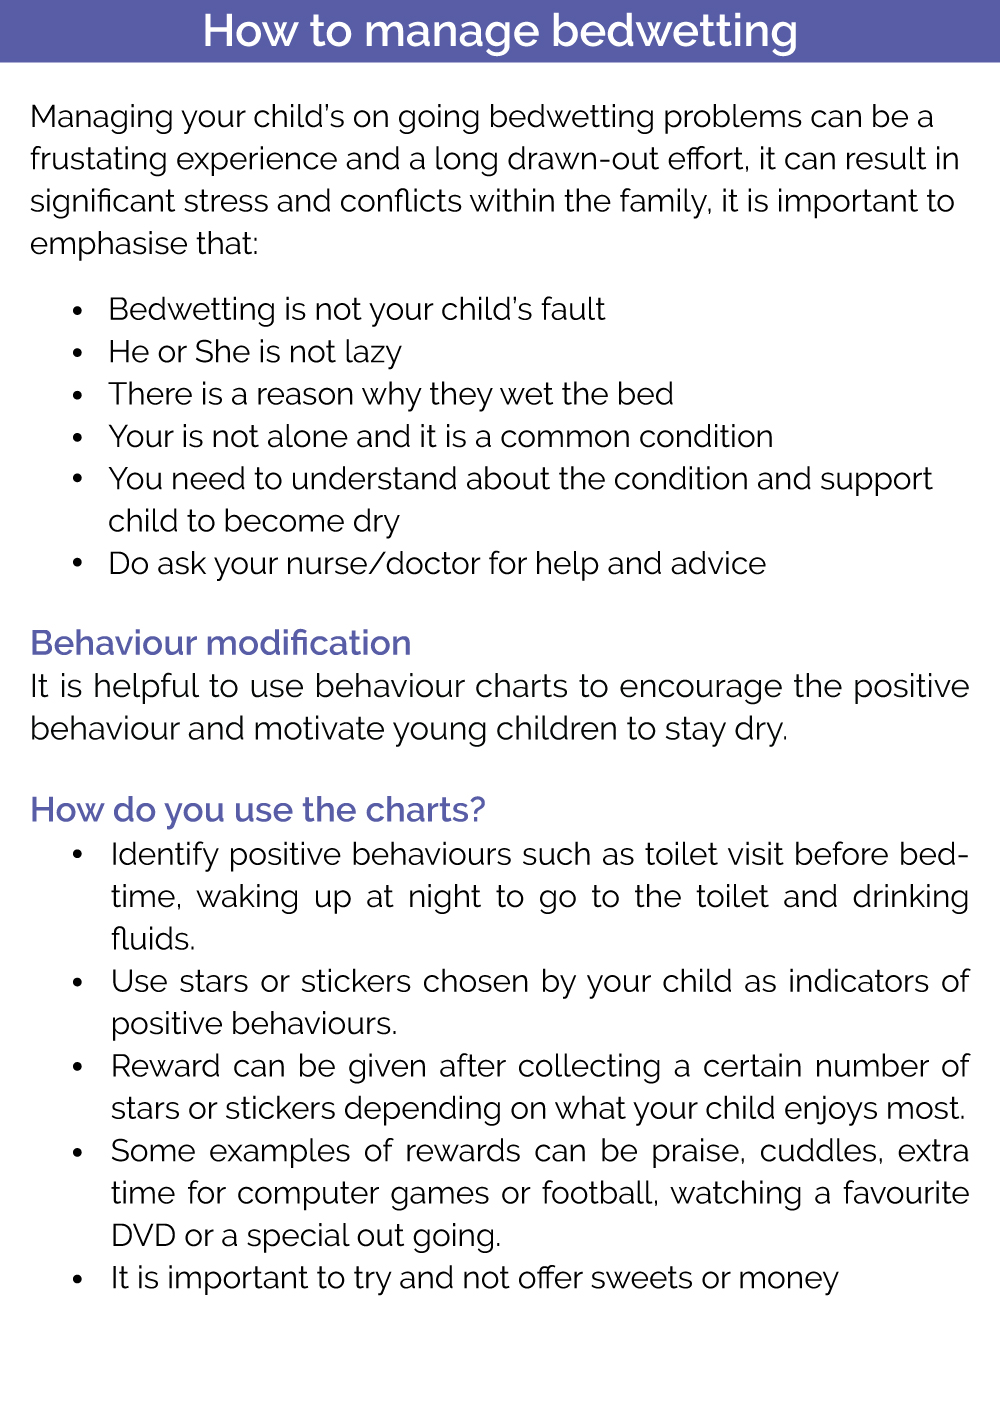 How to manage bedwetting
Managing your child's on going bedwetting problems can be a
frustating experience and a long drawn-out effort, it can result in
significant stress and conflicts within the family, it is important to
emphasise that:
• Bedwetting is not your child's fault
• He or She is not lazy
• There is a reason why they wet the bed
• Your is not alone and it is a common condition
• You need to understand about the condition and support
child to become dry
• Do ask your nurse/doctor for help and advice
Behaviour modification
It is helpful to use behaviour charts to encourage the positive
behaviour and motivate young children to stay dry.
How do you use the charts?
• Identify positive behaviours such as toilet visit before bed-
time, waking up at night to go to the toilet and drinking
fluids.
• Use stars or stickers chosen by your child as indicators of
positive behaviours.
• Reward can be given after collecting a certain number of
stars or stickers depending on what your child enjoys most.
• Some examples of rewards can be praise, cuddles, extra
time for computer games or football, watching a favourite
DVD or a special out going.
• It is important to try and not offer sweets or money